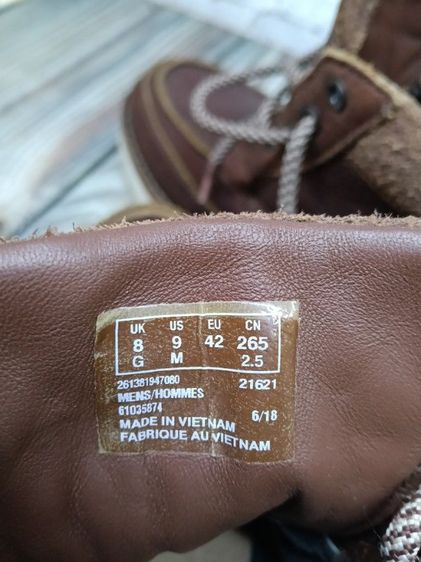 UK US EU CN
8 9 42 265
G M 2.5
261381947080 21621
MENS/HOMMES
61035874 6/18
MADE IN VIETNAM
FABRIQUE AU VIETNAM